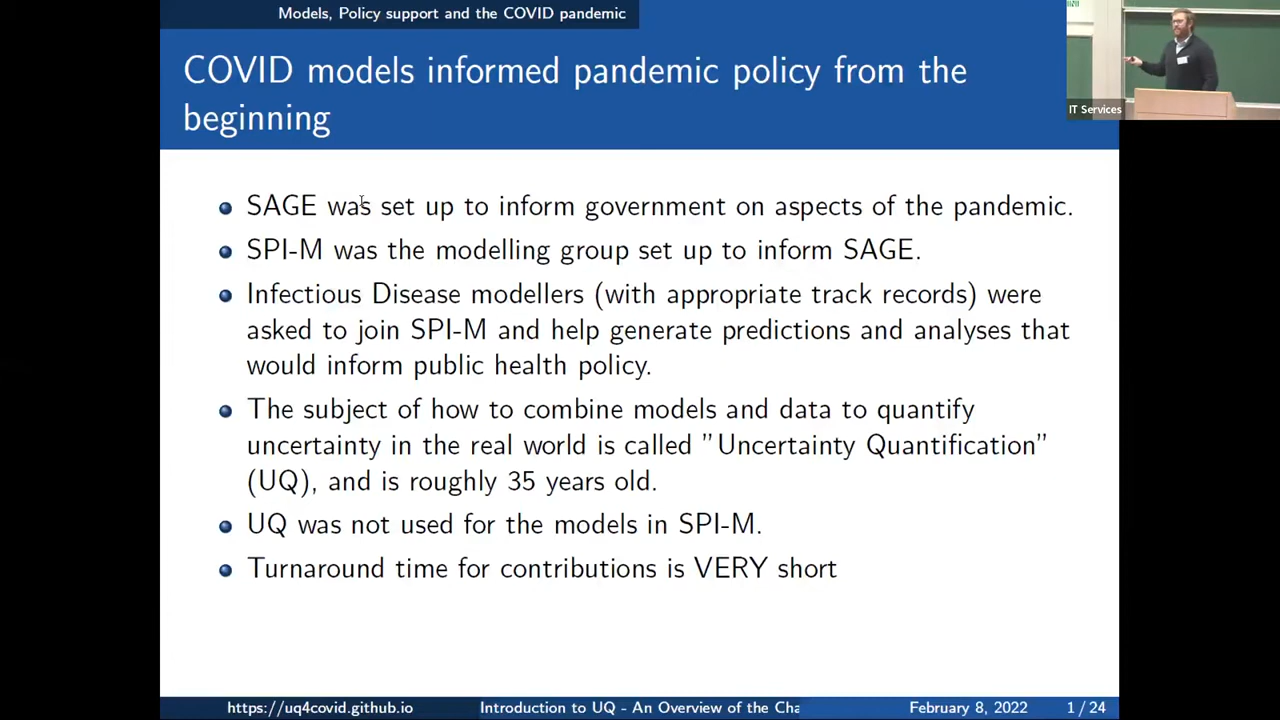 Models, Policy support and the COVID pandemic
COVID models informed pandemic policy from the
beginning
IT Services
SAGE was set up to inform government on aspects of the pandemic.
SPI-M was the modelling group set up to inform SAGE.
Infectious Disease modellers (with appropriate track records) were
asked to join SPI-M and help generate predictions and analyses that
would inform public health policy.
The subject of how to combine models and data to quantify
uncertainty in the real world is called ”Uncertainty Quantification”
(UQ), and is roughly 35 years old.
UQ was not used for the models in SPI-M.
Turnaround time for contributions is VERY short
https://uq4covid.github.io
Introduction to UQ - An Overview of the Cha
February 8, 2022
1 / 24